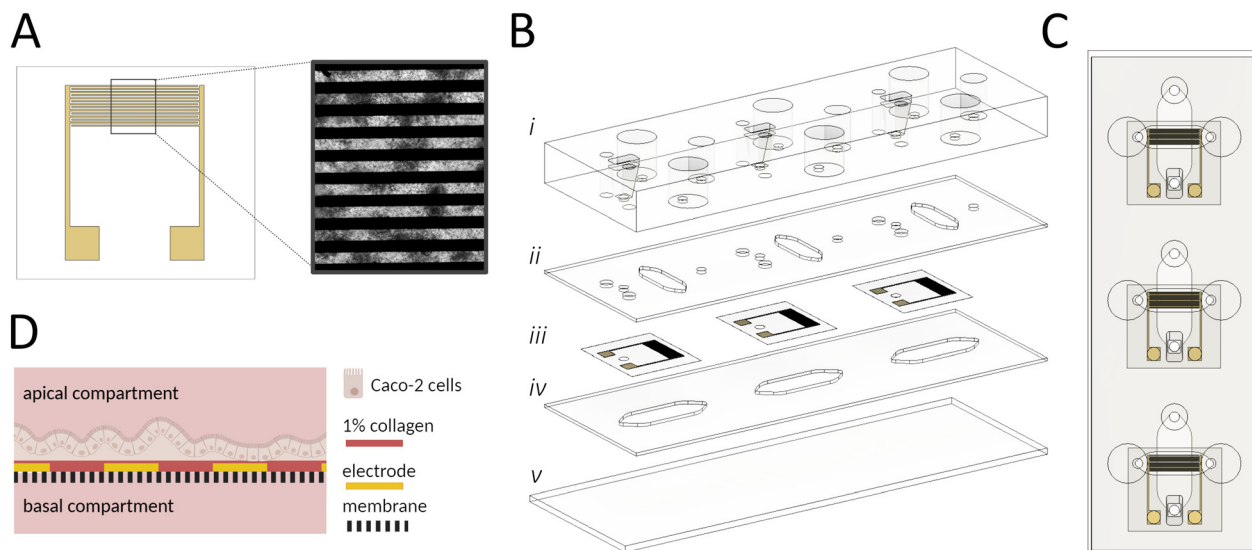 A
B
C
i
ii
iii
iv
v
D
apical compartment
basal compartment
Caco-2 cells
1% collagen
electrode
membrane